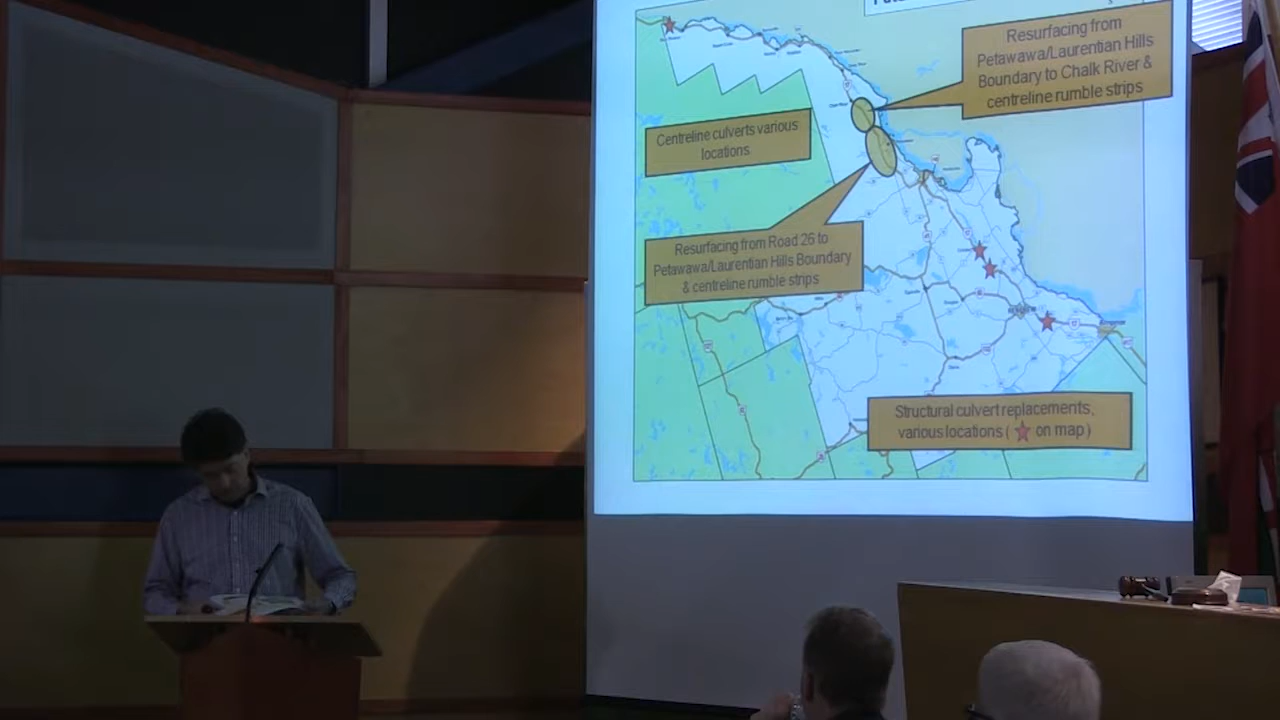 Resurfacing from
Petawawa/Laurentian Hills
Boundary to Chalk River &
centreline rumble strips
Centreline culverts various
locations
Resurfacing from Road 26 to
Petawawa/Laurentian Hills Boundary
& centreline rumble strips
Structural culvert replacements,
various locations ( on map )